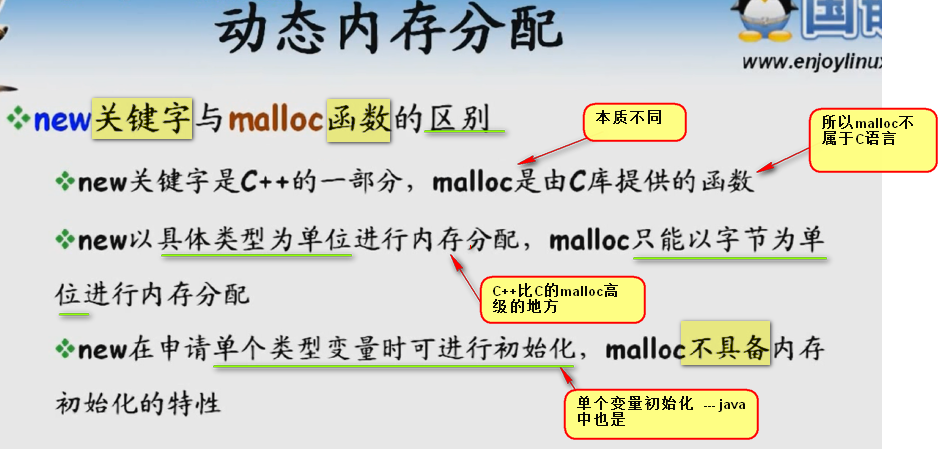 动态内存分配
www.enjoylinux
new关键字与malloc函数的区别
本质不同
所以malloc不
属于C语言
new关键字是C++的一部分，malloc是由C库提供的函数
new以具体类型为单位进行内存分配，malloc只能以字节为单
位进行内存分配
C++比C的malloc高
级的地方
new在申请单个类型变量时可进行初始化，malloc不具备内存
初始化的特性
单个变量初始化 ---java
中也是